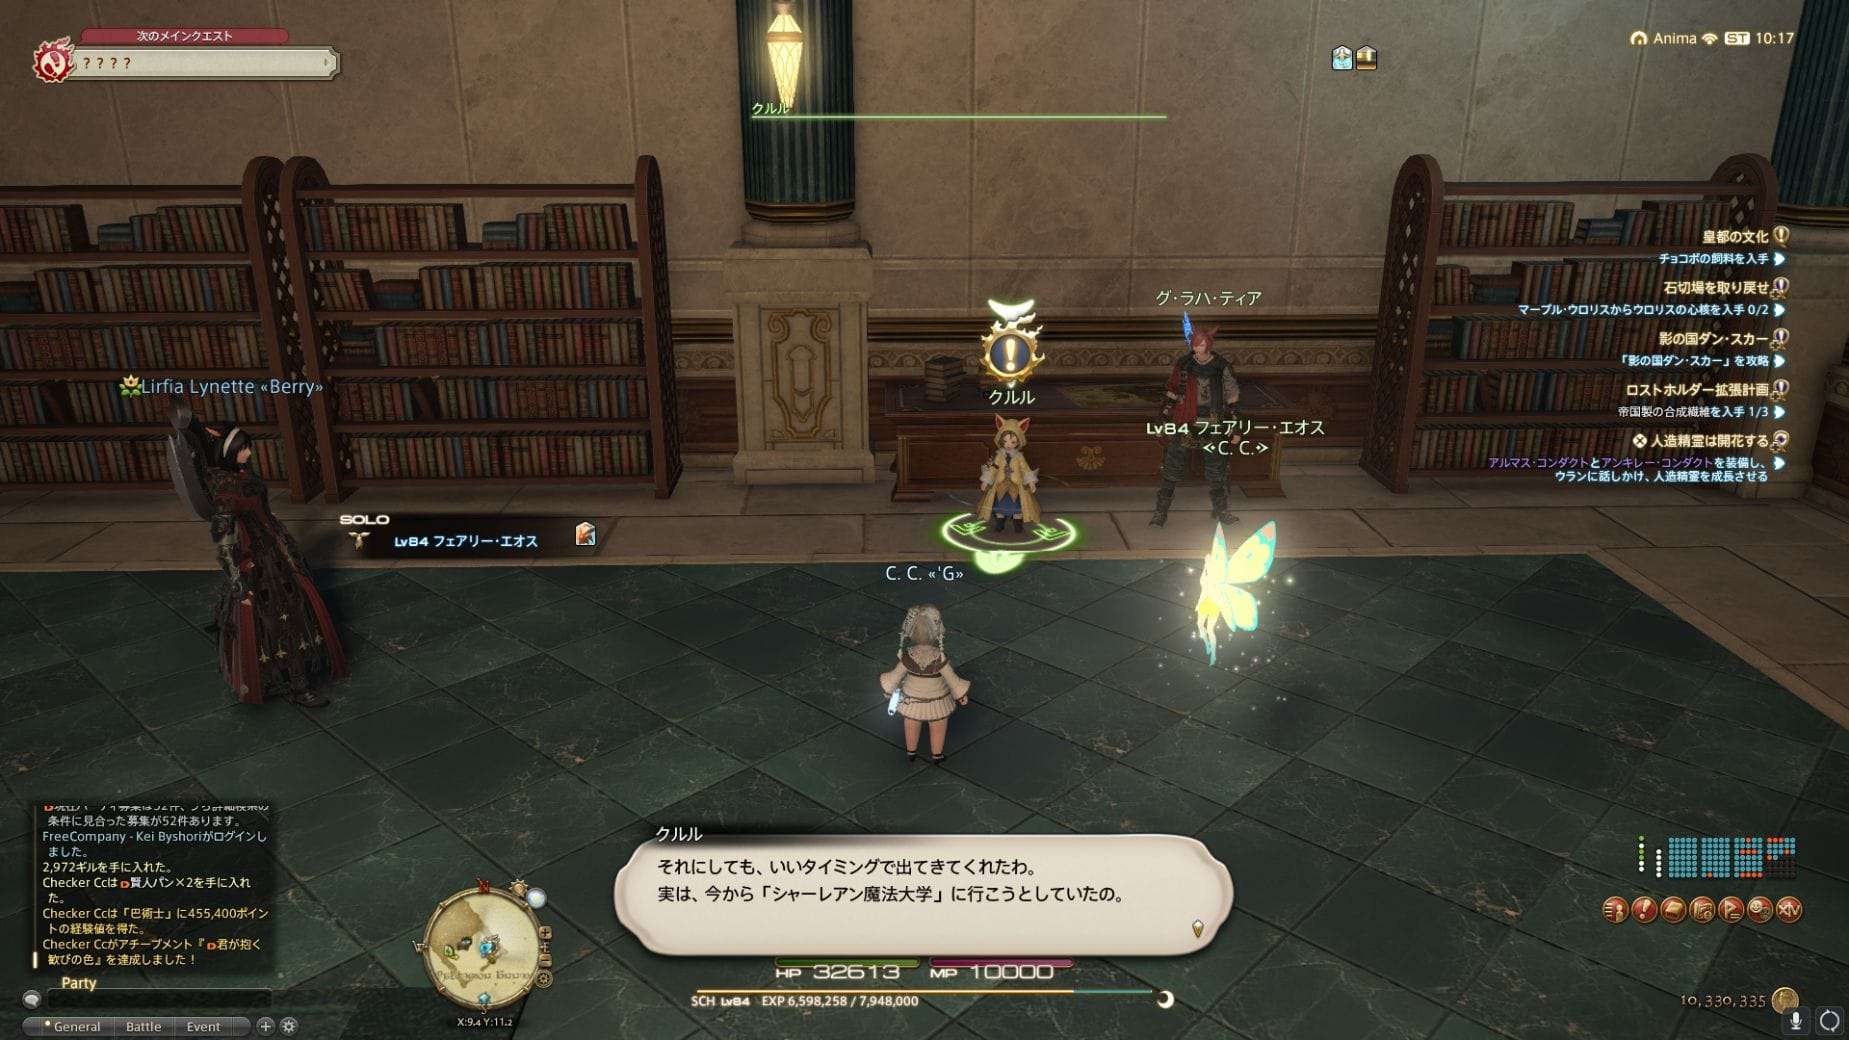 次のメインクエスト
????
Anima ST 10:17
クルル
皇都の文化
チョコボの飼料を入手
石切場を取り戻せ
マーブル・ウロリスからウロリスの心核を入手 0/2
影の国ダン・スカー
「影の国ダン・スカー」を攻略
ロストホルダー拡張計画
帝国製の合成繊維を入手 1/3
人造精霊は開花する
アルマス・コンダクトとアンキレー・コンダクトを装備し、
ウランに話しかけ、人造精霊を成長させる
グ・ラハ・ティア
Lirfia Lynette «Berry»
クルル
Lv84 フェアリー・エオス
<C. C.>
SOLO
Lv84 フェアリー・エオス
C. C. «'G»
条件に見合った募集が52件あります。
FreeCompany - Kei Byshoriがログインし
ました。
2,972ギルを手に入れた。
Checker Ccは賢人パン×2を手に入れ
た。
Checker Ccは「巴術士」に455,400ポイン
トの経験値を得た。
Checker Ccがアチーブメント『君が抱く
歓びの色』を達成しました！
Party
General Battle Event
X:9.4 Y:11.2
クルル
それにしても、いいタイミングで出てきてくれたわ。
実は、今から「シャーレアン魔法大学」に行こうとしていたの。
HP 32613 MP 10000
SCH Lv84 EXP 6,598,258 / 7,948,000
10,330,335